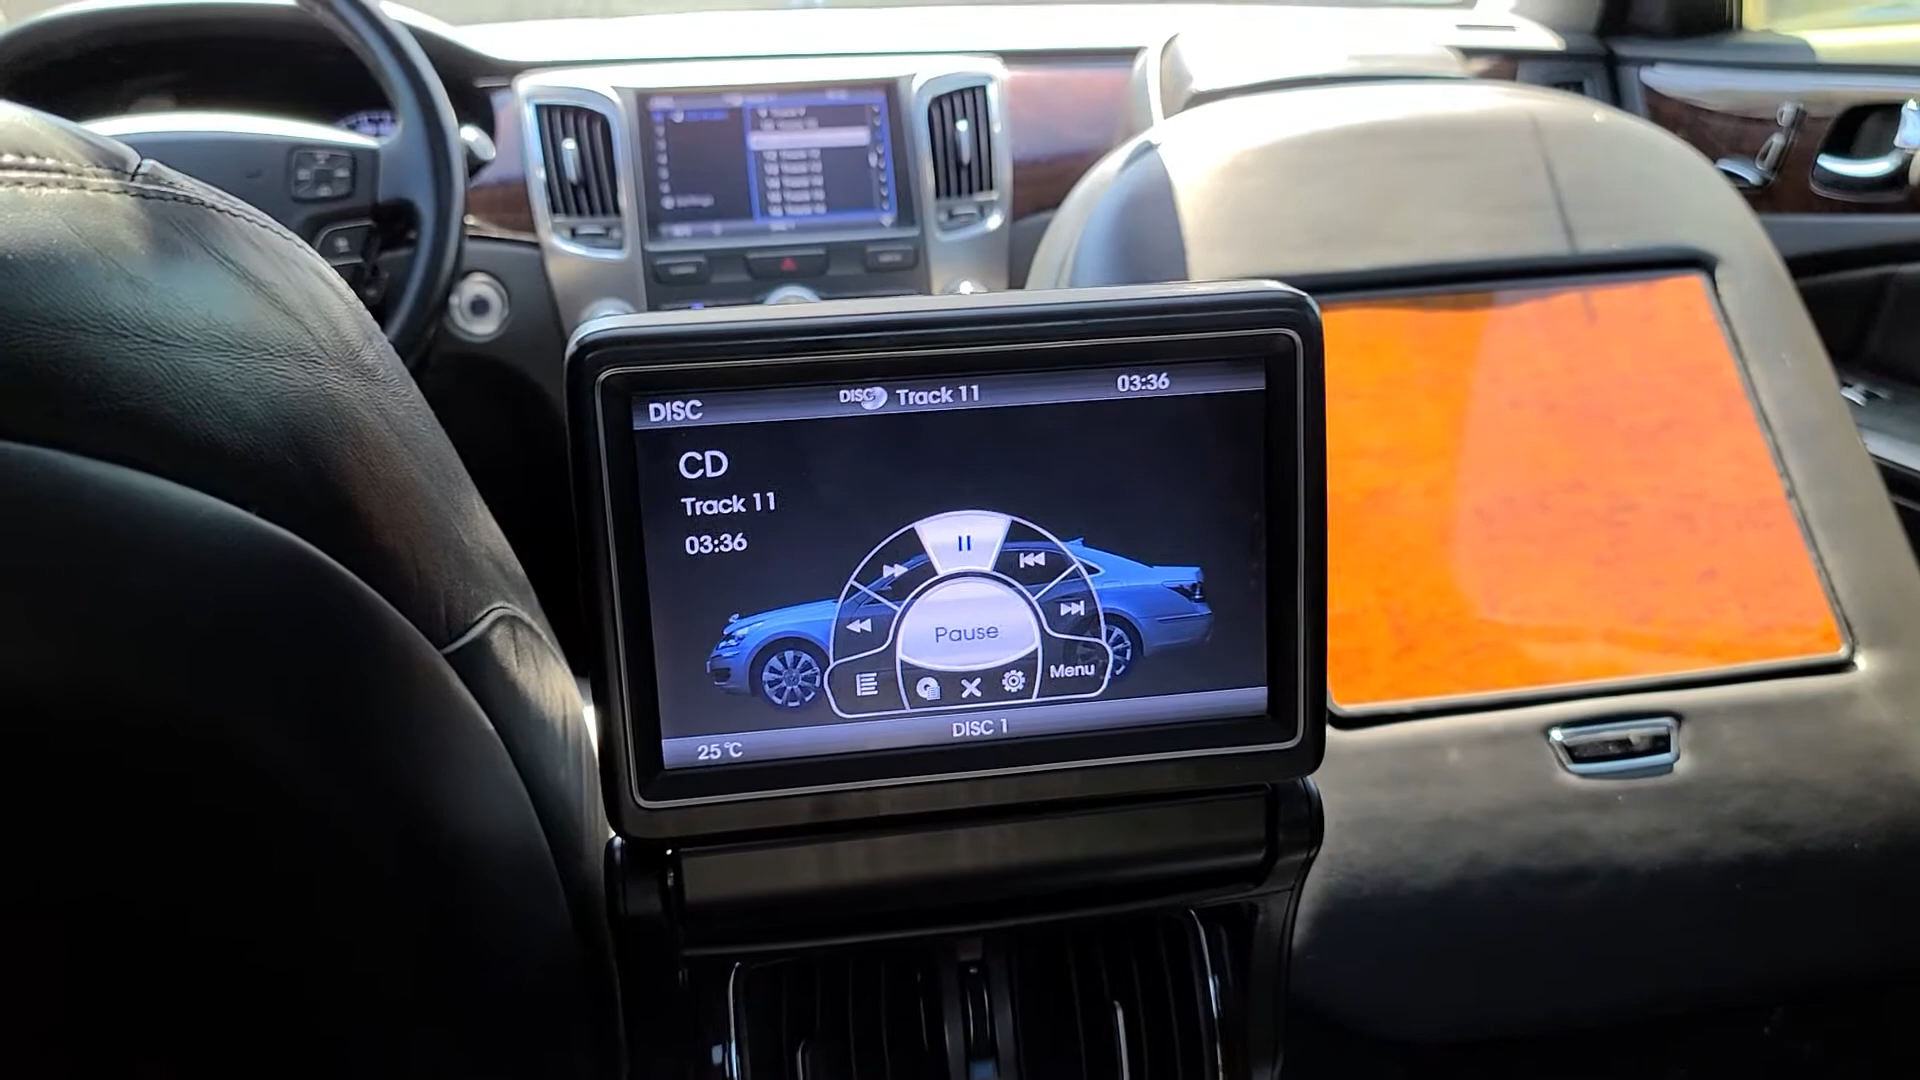 DISC
DISC Track 11
03:36
CD
Track 11
03:36
Pause
Menu
25°C
DISC 1